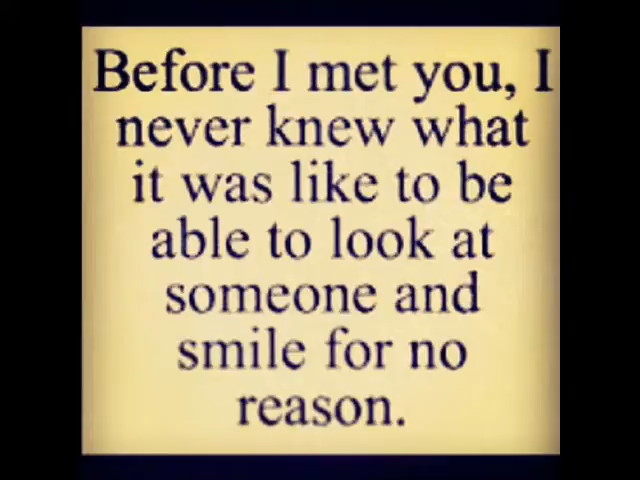 Before I met you, I
never knew what
it was like to be
able to look at
someone and
smile for no
reason.